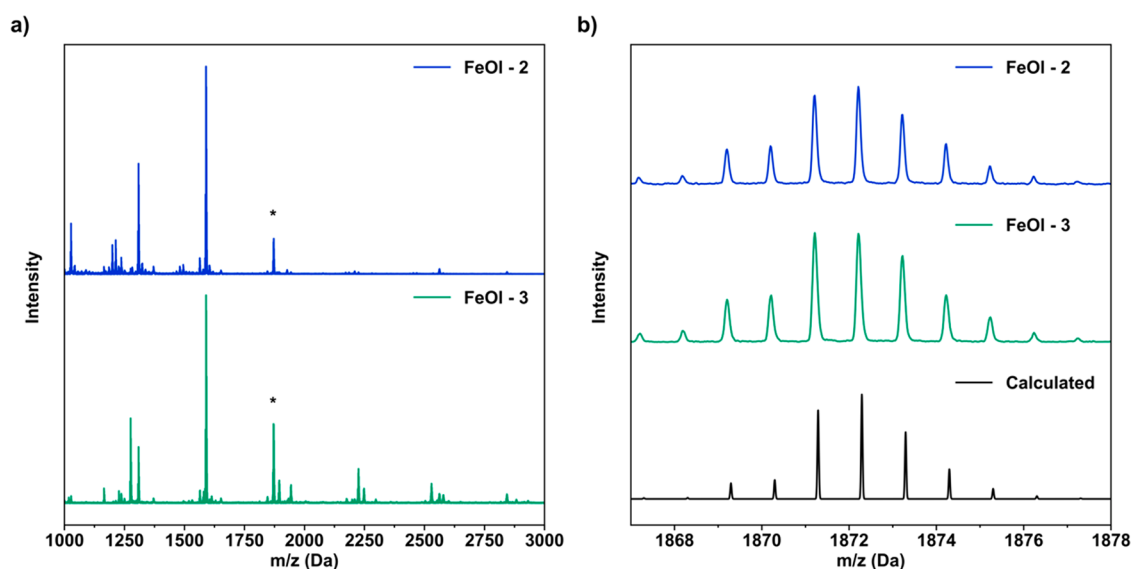 a)
FeOl - 2
*
FeOl - 3
*
Intensity
1000 1250 1500 1750 2000 2250 2500 2750 3000
m/z (Da)
b)
FeOl - 2
FeOl - 3
Calculated
Intensity
1868 1870 1872 1874 1876 1878
m/z (Da)